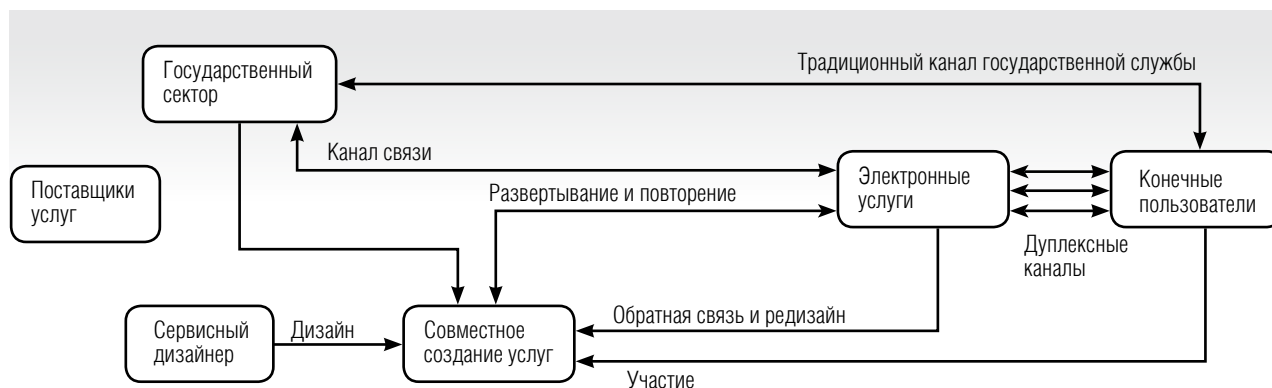 Традиционный канал государственной службы
Государственный
сектор
Канал связи
Поставщики
услуг
Развертывание и повторение
Электронные
услуги
Конечные
пользователи
Дуплексные
каналы
Сервисный
дизайнер
Дизайн
Совместное
создание услуг
Обратная связь и редизайн
Участие